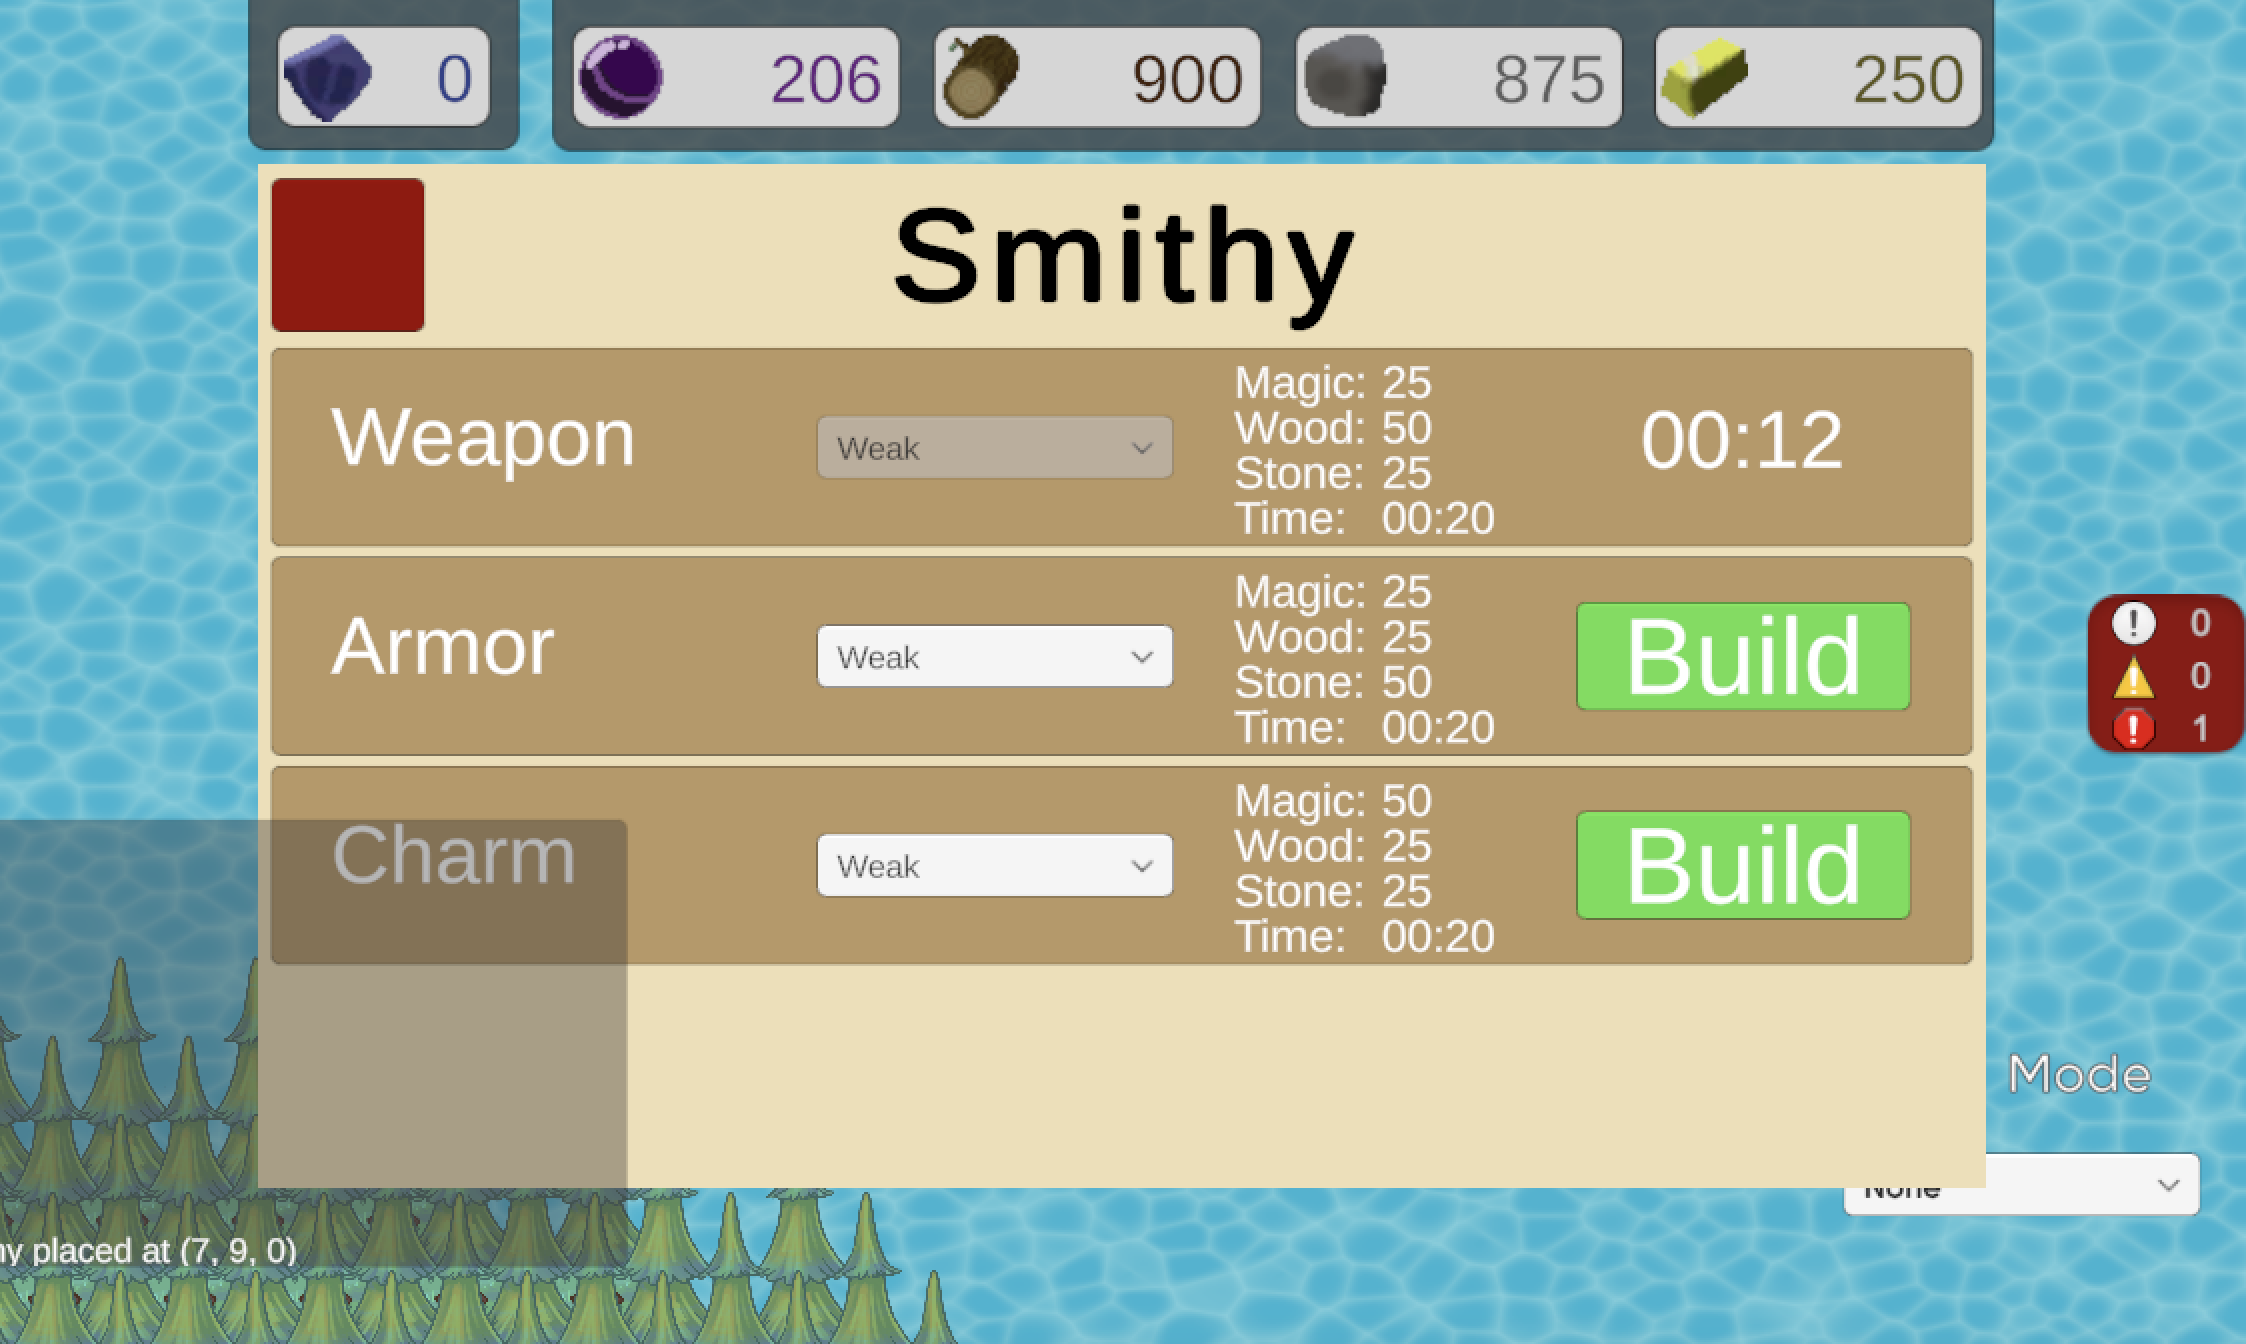 0
206
900
875
250
Smithy
Weapon
Weak
Magic: 25
Wood: 50
Stone: 25
Time: 00:20
00:12
Armor
Weak
Magic: 25
Wood: 25
Stone: 50
Time: 00:20
Build
Charm
Weak
Magic: 50
Wood: 25
Stone: 25
Time: 00:20
Build
0
0
1
Mode
None
placed at (7, 9, 0)